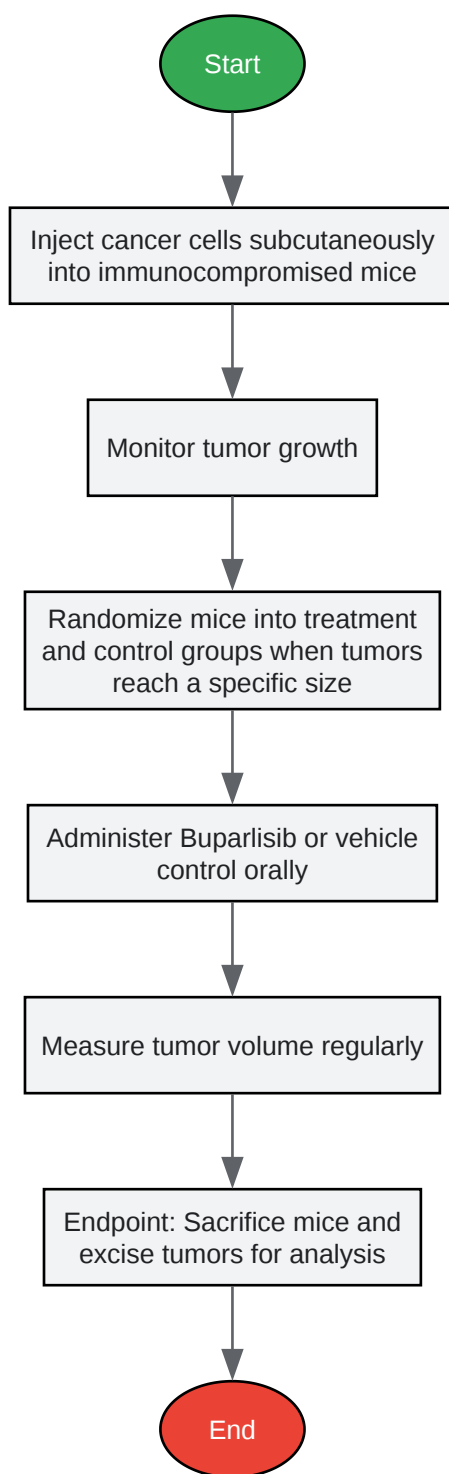 Start
Inject cancer cells subcutaneously
into immunocompromised mice
Monitor tumor growth
Randomize mice into treatment
and control groups when tumors
reach a specific size
Administer Buparlisib or vehicle
control orally
Measure tumor volume regularly
Endpoint: Sacrifice mice and
excise tumors for analysis
End